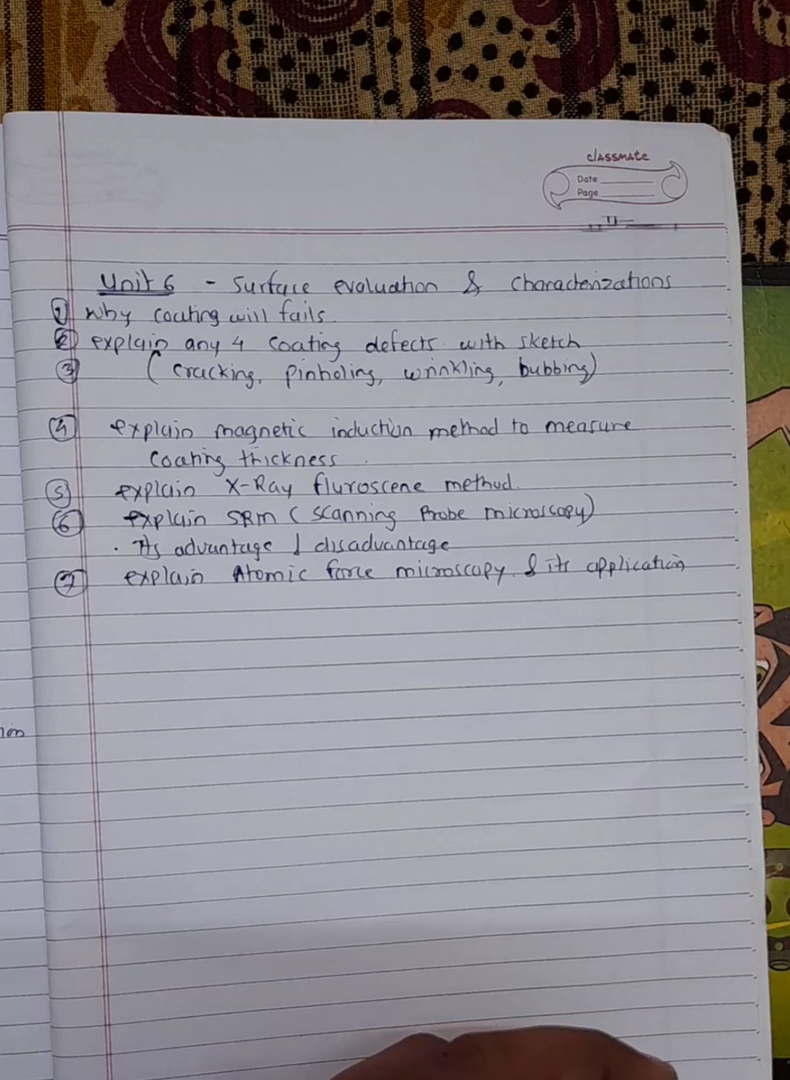 classmate
Date
Page
Unit 6 - Surface evaluation & characterizations
① Why coating will fails.
② explain any 4 coating defects with sketch
③ (cracking, pinholing, wrinkling, bubbing)
④ explain magnetic induction method to measure
coating thickness.
⑤ explain X-Ray fluroscene method.
⑥ explain SPM (scanning Probe microscopy)
. Its advantage / disadvantage
⑦ explain Atomic force microscopy & its application